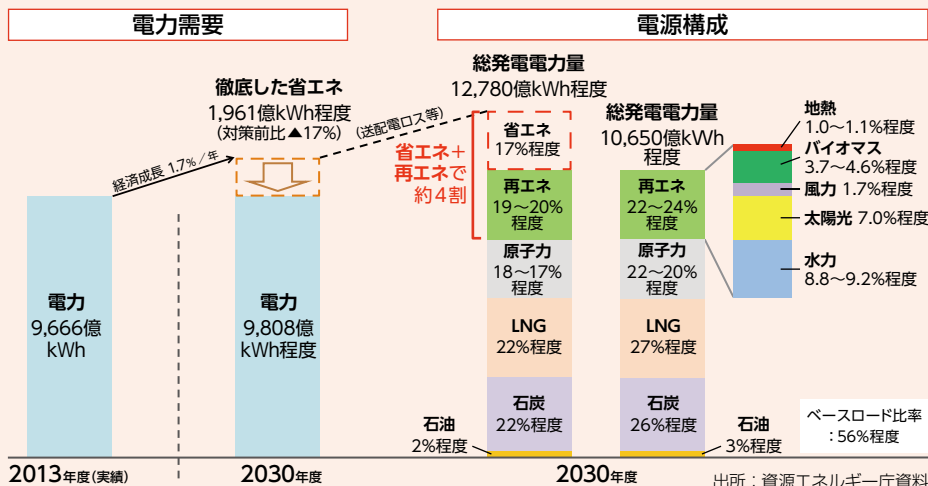 電力需要
電源構成
徹底した省エネ
1,961億kWh程度
(対策前比▲17%)
経済成長 1.7%/年
(送配電ロス等)
電力
9,666億
kWh
電力
9,808億
kWh程度
2013年度(実績)
2030年度
総発電電力量
12,780億kWh程度
省エネ+
再エネで
約4割
省エネ
17%程度
再エネ
19~20%
程度
原子力
18~17%
程度
LNG
22%程度
石炭
22%程度
石油
2%程度
総発電電力量
10,650億kWh
程度
再エネ
22~24%
程度
原子力
22~20%
程度
LNG
27%程度
石炭
26%程度
石油
3%程度
地熱
1.0~1.1%程度
バイオマス
3.7~4.6%程度
風力 1.7%程度
太陽光 7.0%程度
水力
8.8~9.2%程度
ベースロード比率
:56%程度
2030年度
出所:資源エネルギー庁資料